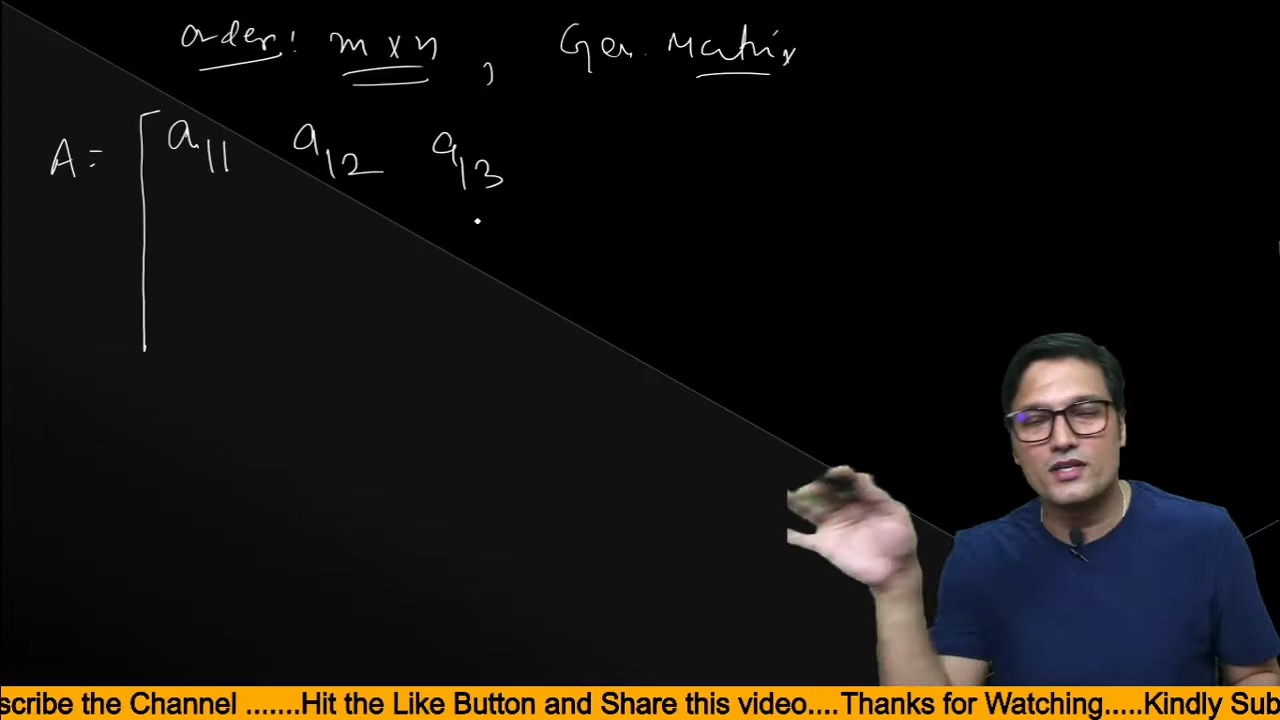 order: m x n , Gen. Matrix
A = [ a11 a12 a13
scribe the Channel .......Hit the Like Button and Share this video....Thanks for Watching.....Kindly Sub